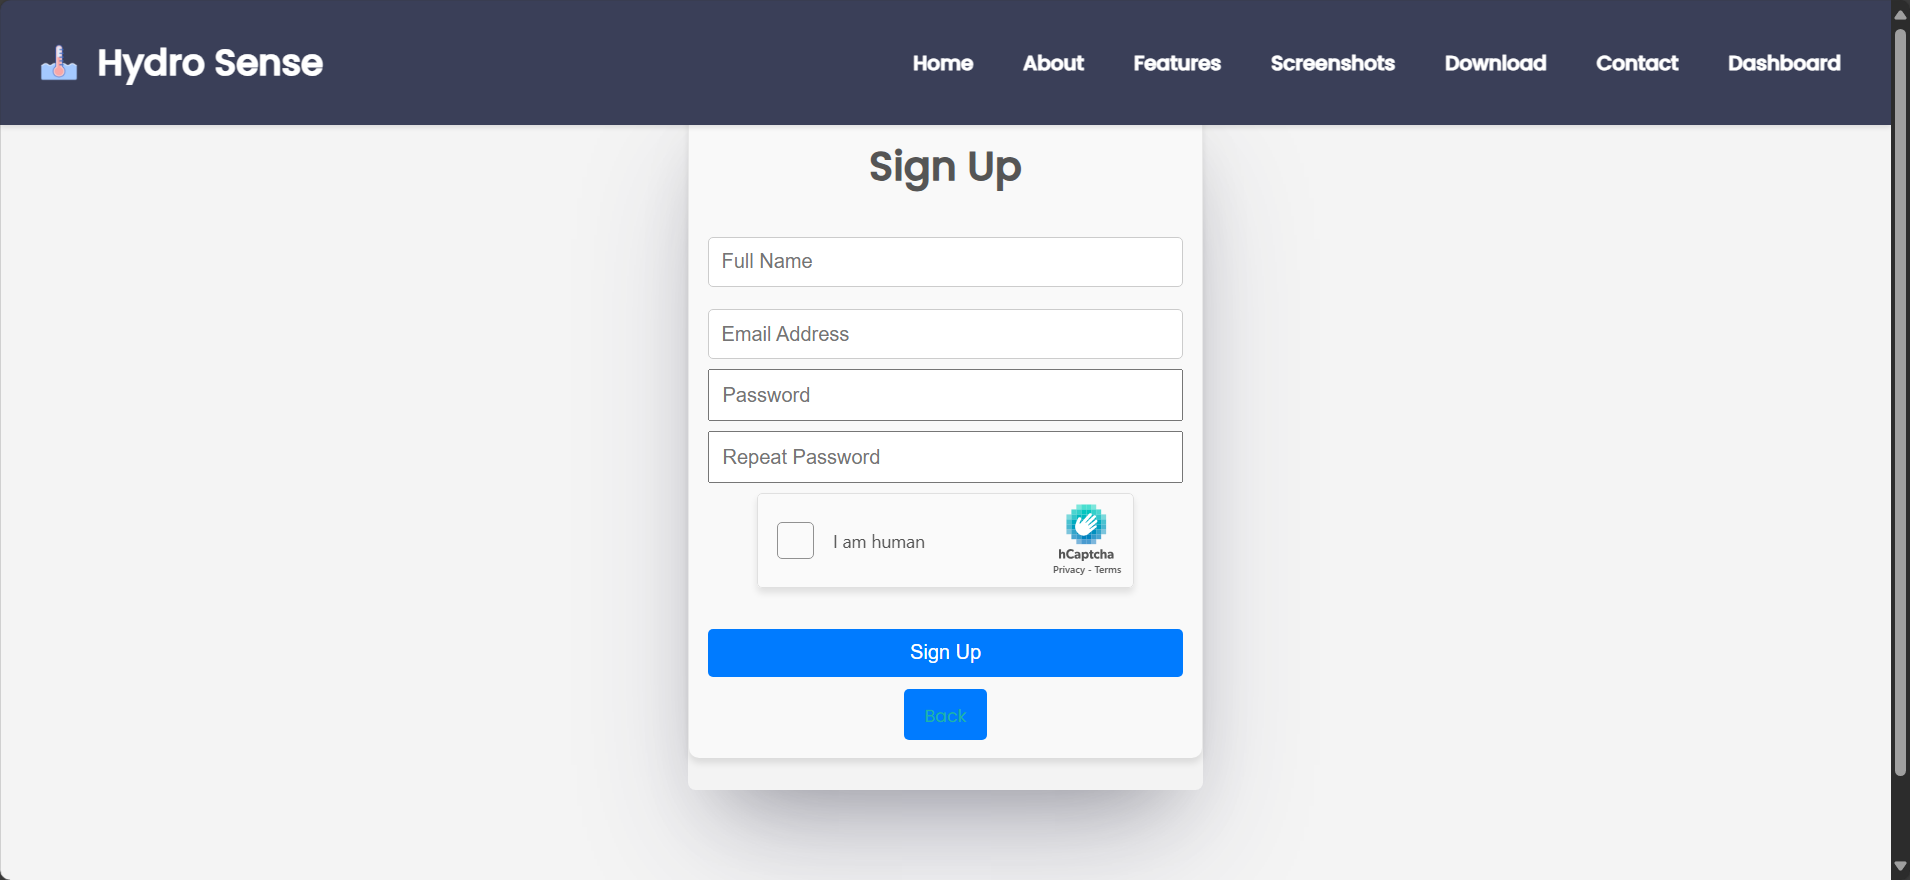 Hydro Sense
Home About Features Screenshots Download Contact Dashboard
Sign Up
Full Name
Email Address
Password
Repeat Password
I am human
hCaptcha
Privacy - Terms
Sign Up
Back